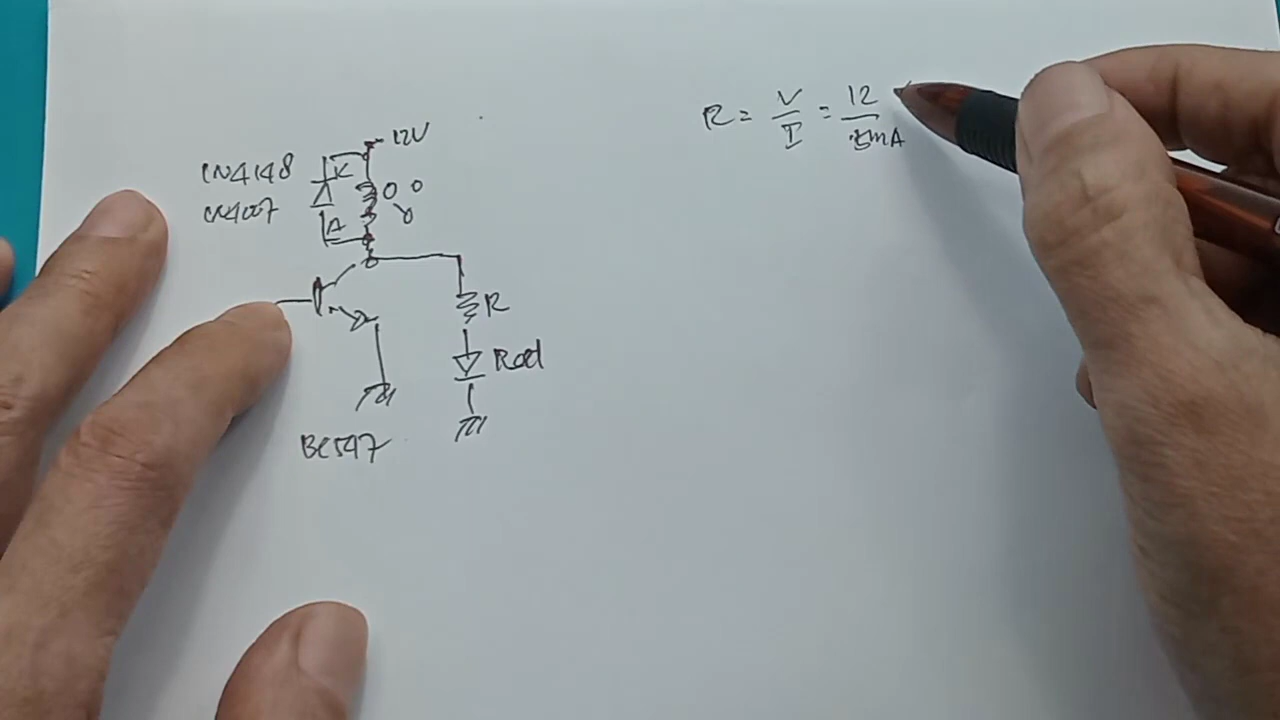 R = V/I = 12/5mA
12V
1N4148
K
1N4007
A
R
Red
BC547